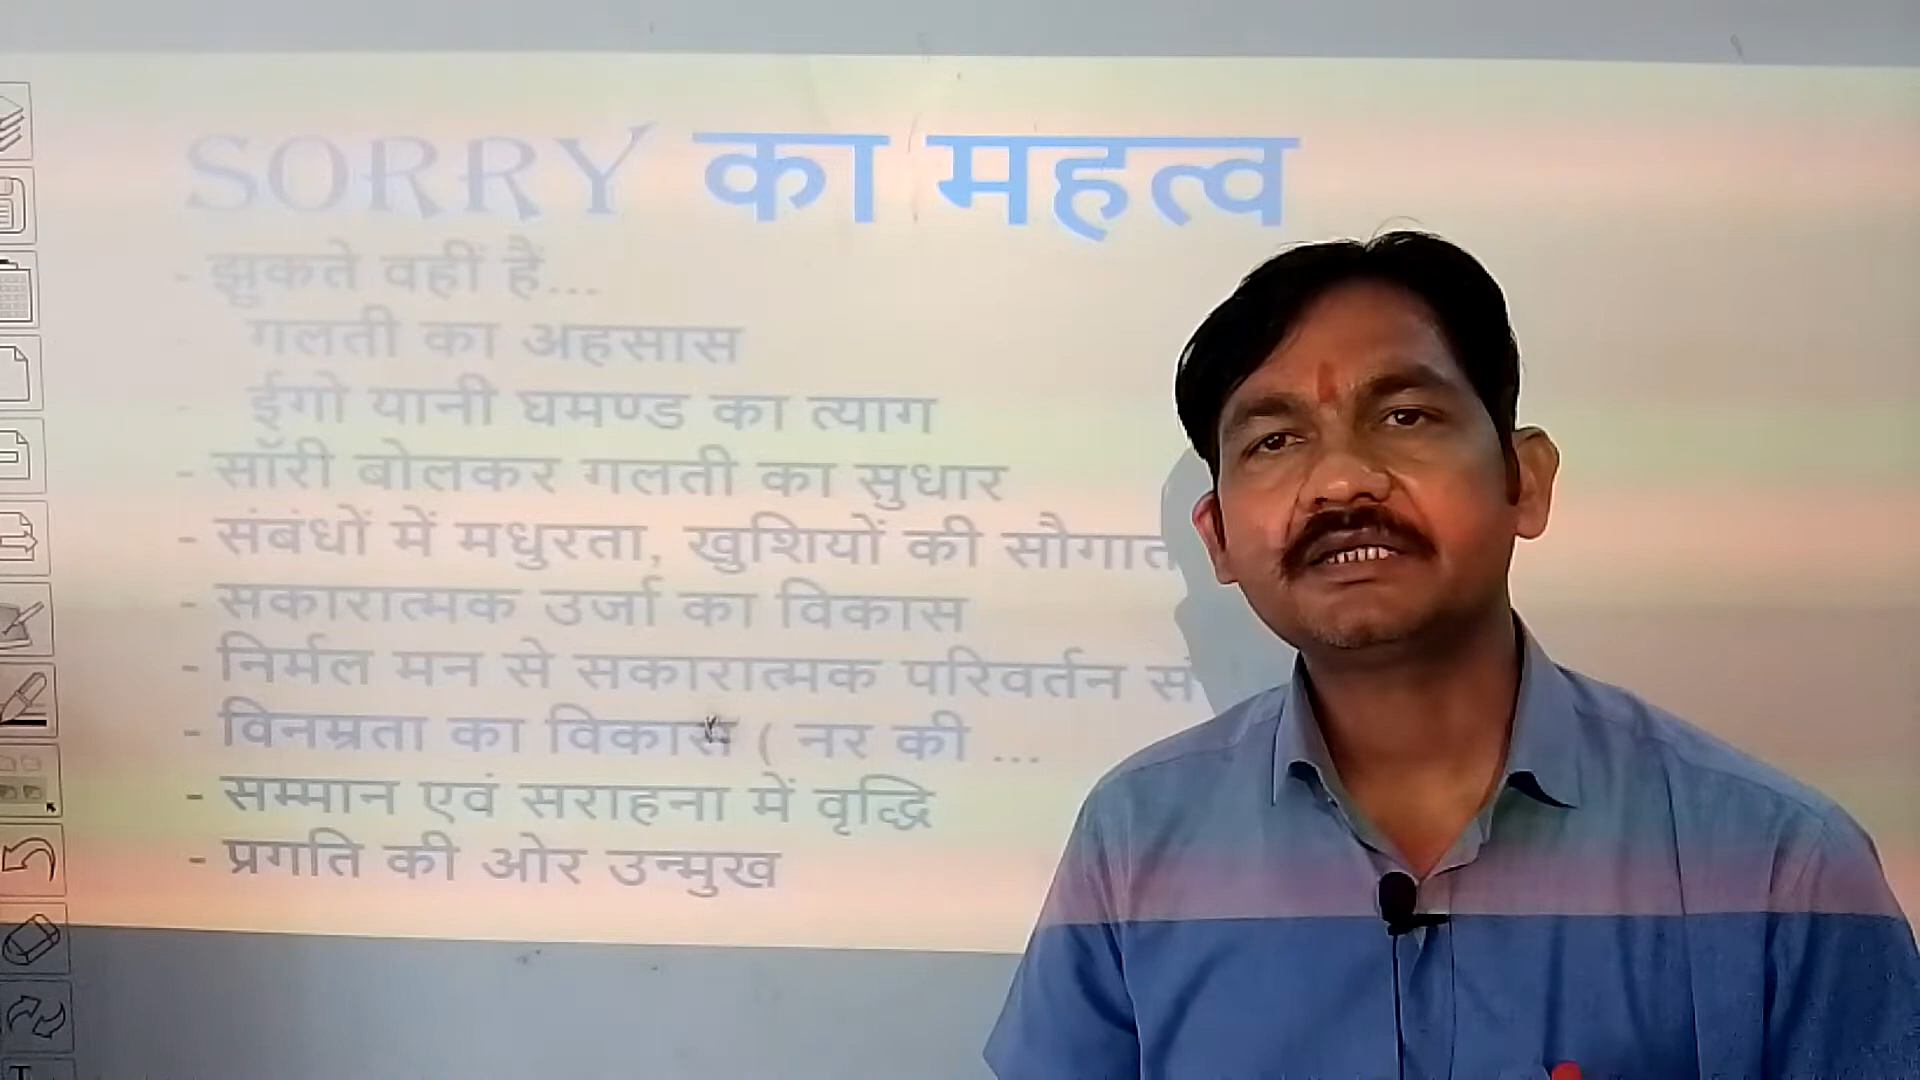 SORRY का महत्व
- झुकते वहीं हैं...
गलती का अहसास
- ईगो यानी घमण्ड का त्याग
- सॉरी बोलकर गलती का सुधार
- संबंधों में मधुरता, खुशियों की सौगात
- सकारात्मक उर्जा का विकास
- निर्मल मन से सकारात्मक परिवर्तन
- विनम्रता का विकास ( नर की ...
- सम्मान एवं सराहना में वृद्धि
- प्रगति की ओर उन्मुख
T